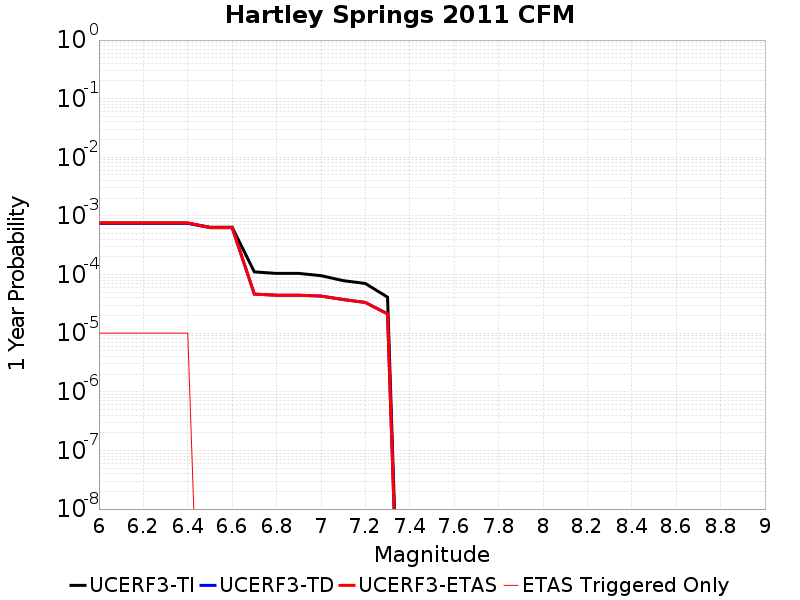 Hartley Springs 2011 CFM
1 Year Probability
10^0
10^-1
10^-2
10^-3
10^-4
10^-5
10^-6
10^-7
10^-8
6 6.2 6.4 6.6 6.8 7 7.2 7.4 7.6 7.8 8 8.2 8.4 8.6 8.8 9
Magnitude
UCERF3-TI UCERF3-TD UCERF3-ETAS ETAS Triggered Only